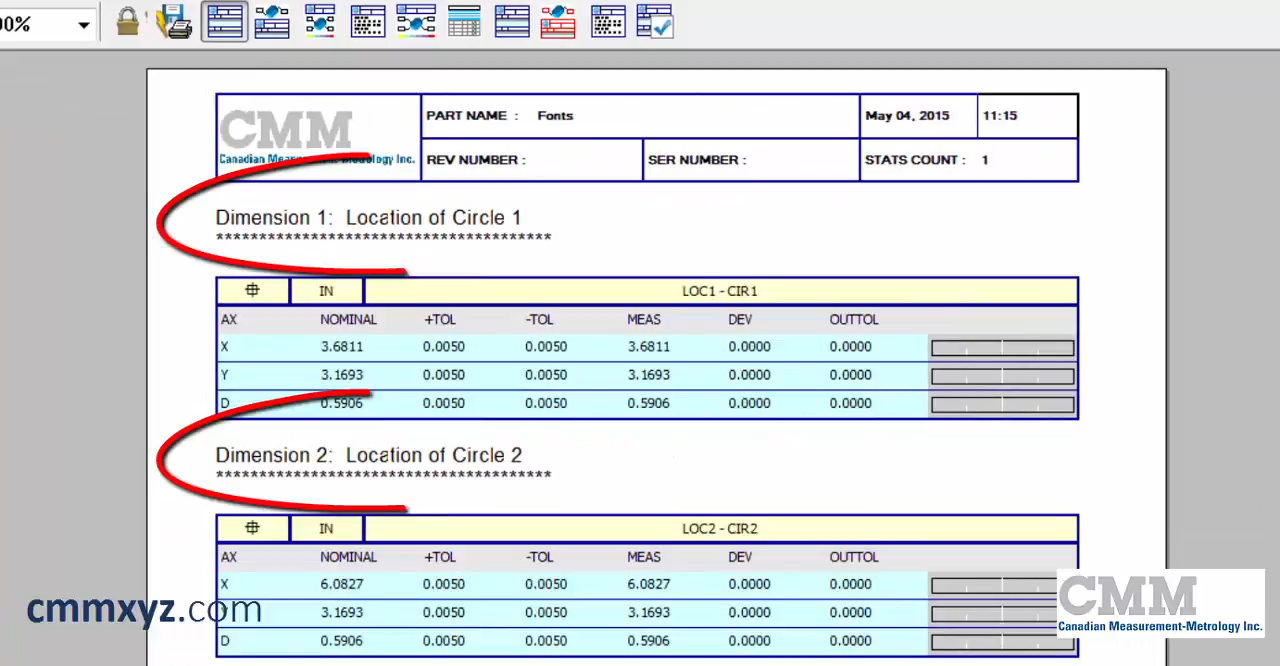 00%
CMM
Canadian Measurement-Metrology Inc.
PART NAME : Fonts
May 04, 2015
11:15
REV NUMBER :
SER NUMBER :
STATS COUNT : 1
Dimension 1: Location of Circle 1
***************************************
IN LOC1 - CIR1
AX NOMINAL +TOL -TOL MEAS DEV OUTTOL
X 3.6811 0.0050 0.0050 3.6811 0.0000 0.0000
Y 3.1693 0.0050 0.0050 3.1693 0.0000 0.0000
D 0.5906 0.0050 0.0050 0.5906 0.0000 0.0000
Dimension 2: Location of Circle 2
***************************************
IN LOC2 - CIR2
AX NOMINAL +TOL -TOL MEAS DEV OUTTOL
X 6.0827 0.0050 0.0050 6.0827 0.0000 0.0000
3.1693 0.0050 0.0050 3.1693 0.0000 0.0000
D 0.5906 0.0050 0.0050 0.5906 0.0000 0.0000
cmmxyz.com
CMM
Canadian Measurement-Metrology Inc.